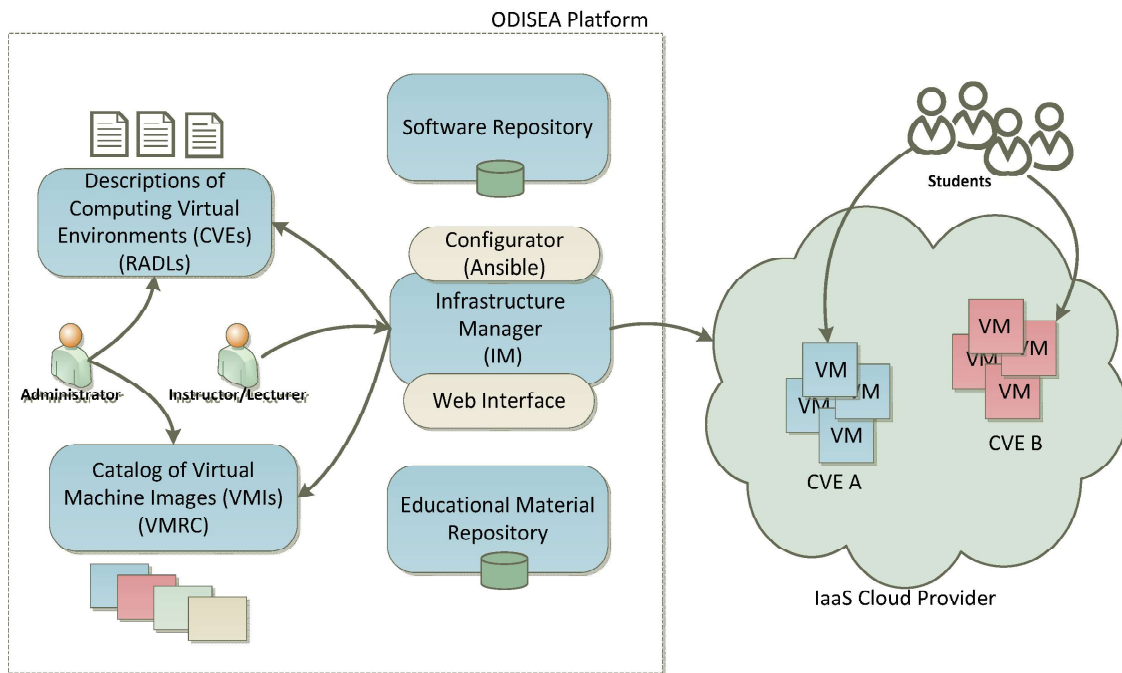 ODISEA Platform
Software Repository
Descriptions of
Computing Virtual
Environments (CVEs)
(RADLs)
Configurator
(Ansible)
Infrastructure
Manager
(IM)
Web Interface
Administrator
Instructor/Lecturer
Catalog of Virtual
Machine Images (VMIs)
(VMRC)
Educational Material
Repository
Students
VM
VM
VM
VM
CVE A
VM
VM
VM
VM
CVE B
IaaS Cloud Provider